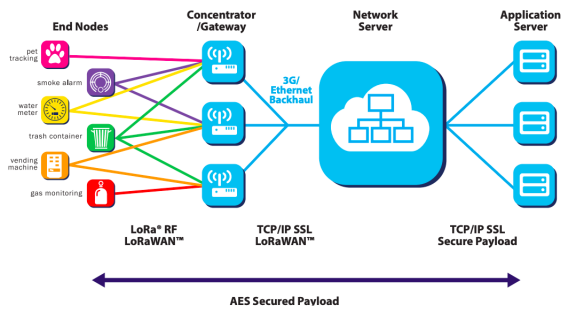 End Nodes
Concentrator
/Gateway
Network
Server
Application
Server
pet
tracking
smoke alarm
water
meter
trash container
vending
machine
gas monitoring
3G/
Ethernet
Backhaul
LoRa® RF
LoRaWAN™
TCP/IP SSL
LoRaWAN™
TCP/IP SSL
Secure Payload
AES Secured Payload